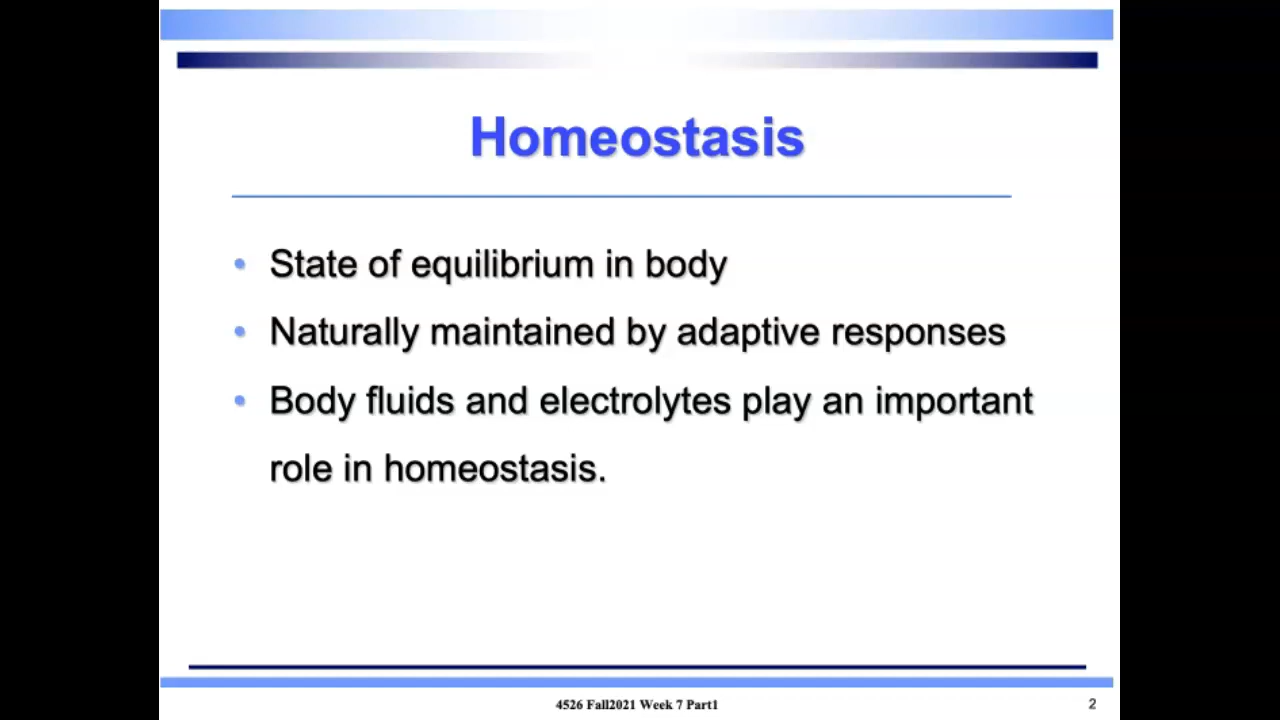 Homeostasis
• State of equilibrium in body
• Naturally maintained by adaptive responses
• Body fluids and electrolytes play an important
role in homeostasis.
4526 Fall2021 Week 7 Part1
2